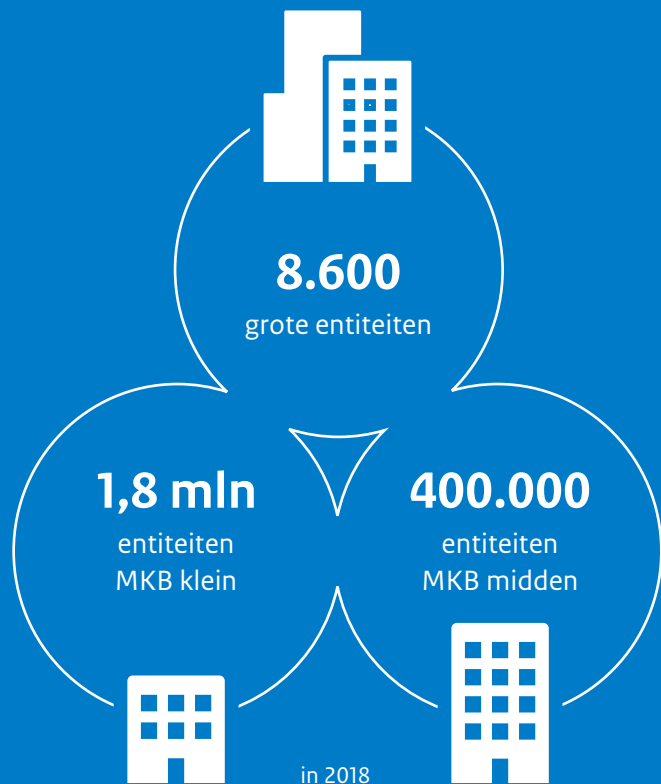 8.600
grote entiteiten
1,8 mln
entiteiten
MKB klein
400.000
entiteiten
MKB midden
in 2018